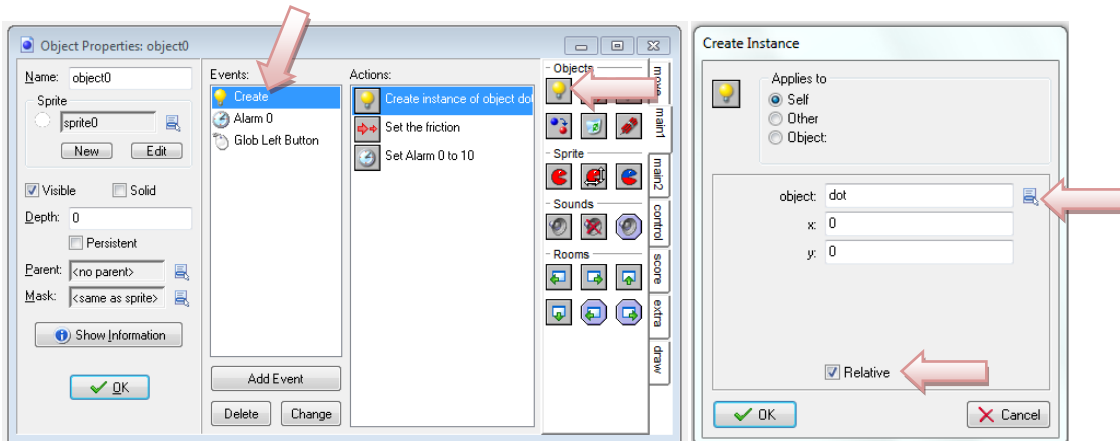 Object Properties: object0
Name: object0
Sprite
sprite0
New Edit
Visible Solid
Depth: 0
Persistent
Parent: <no parent>
Mask: <same as sprite>
Show Information
OK
Events:
Create
Alarm 0
Glob Left Button
Add Event
Delete Change
Actions:
Create instance of object dot
Set the friction
Set Alarm 0 to 10
Objects
Sprite
Sounds
Rooms
move
main1
main2
control
score
extra
draw
Create Instance
Applies to
Self
Other
Object:
object: dot
x: 0
y: 0
Relative
OK Cancel